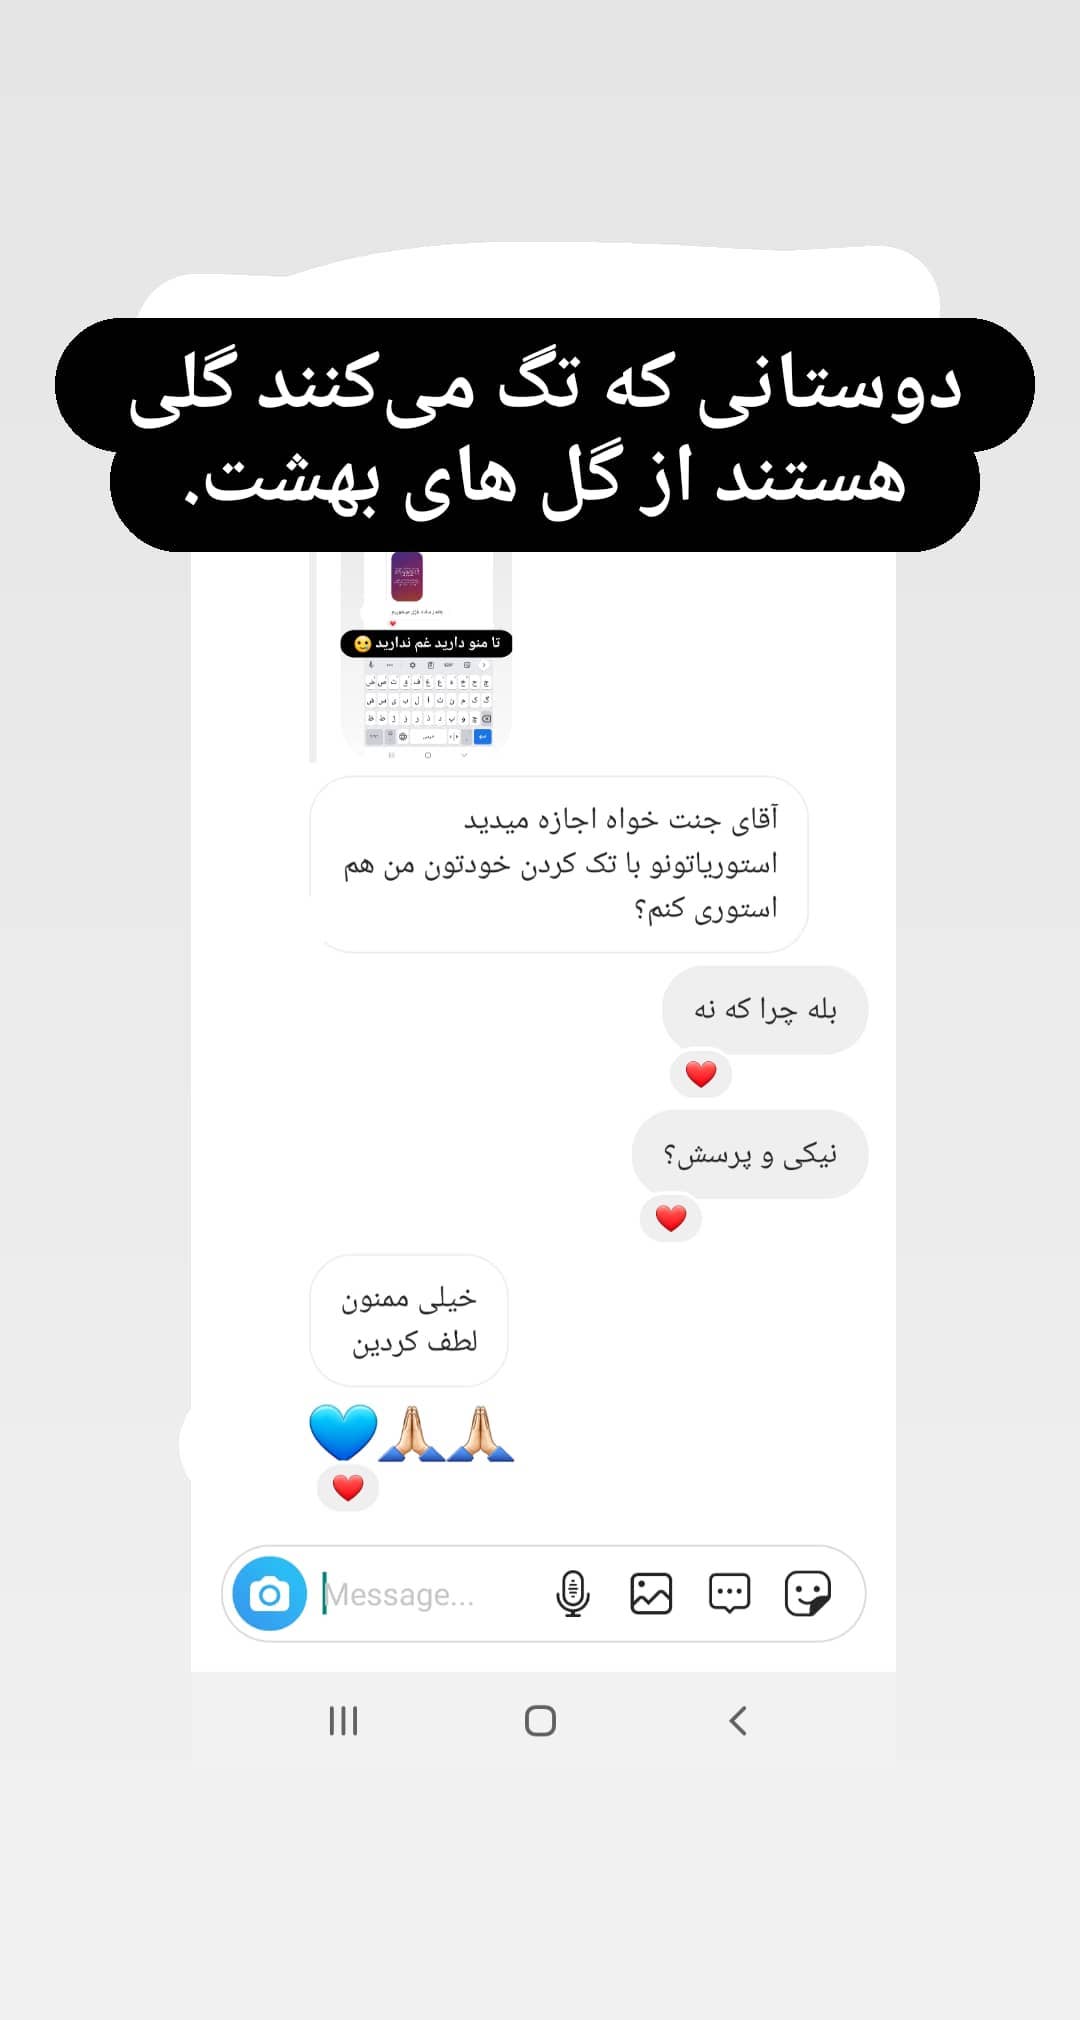 دوستانی که تگ می‌کنند گلی
هستند از گل های بهشت.
تا منو دارید غم ندارید 🙂
آقای جنت خواه اجازه میدید
استوریاتونو با تک کردن خودتون من هم
استوری کنم؟
بله چرا که نه
❤️
نیکی و پرسش؟
❤️
خیلی ممنون
لطف کردین
💙🙏🏻🙏🏻
❤️
Message...